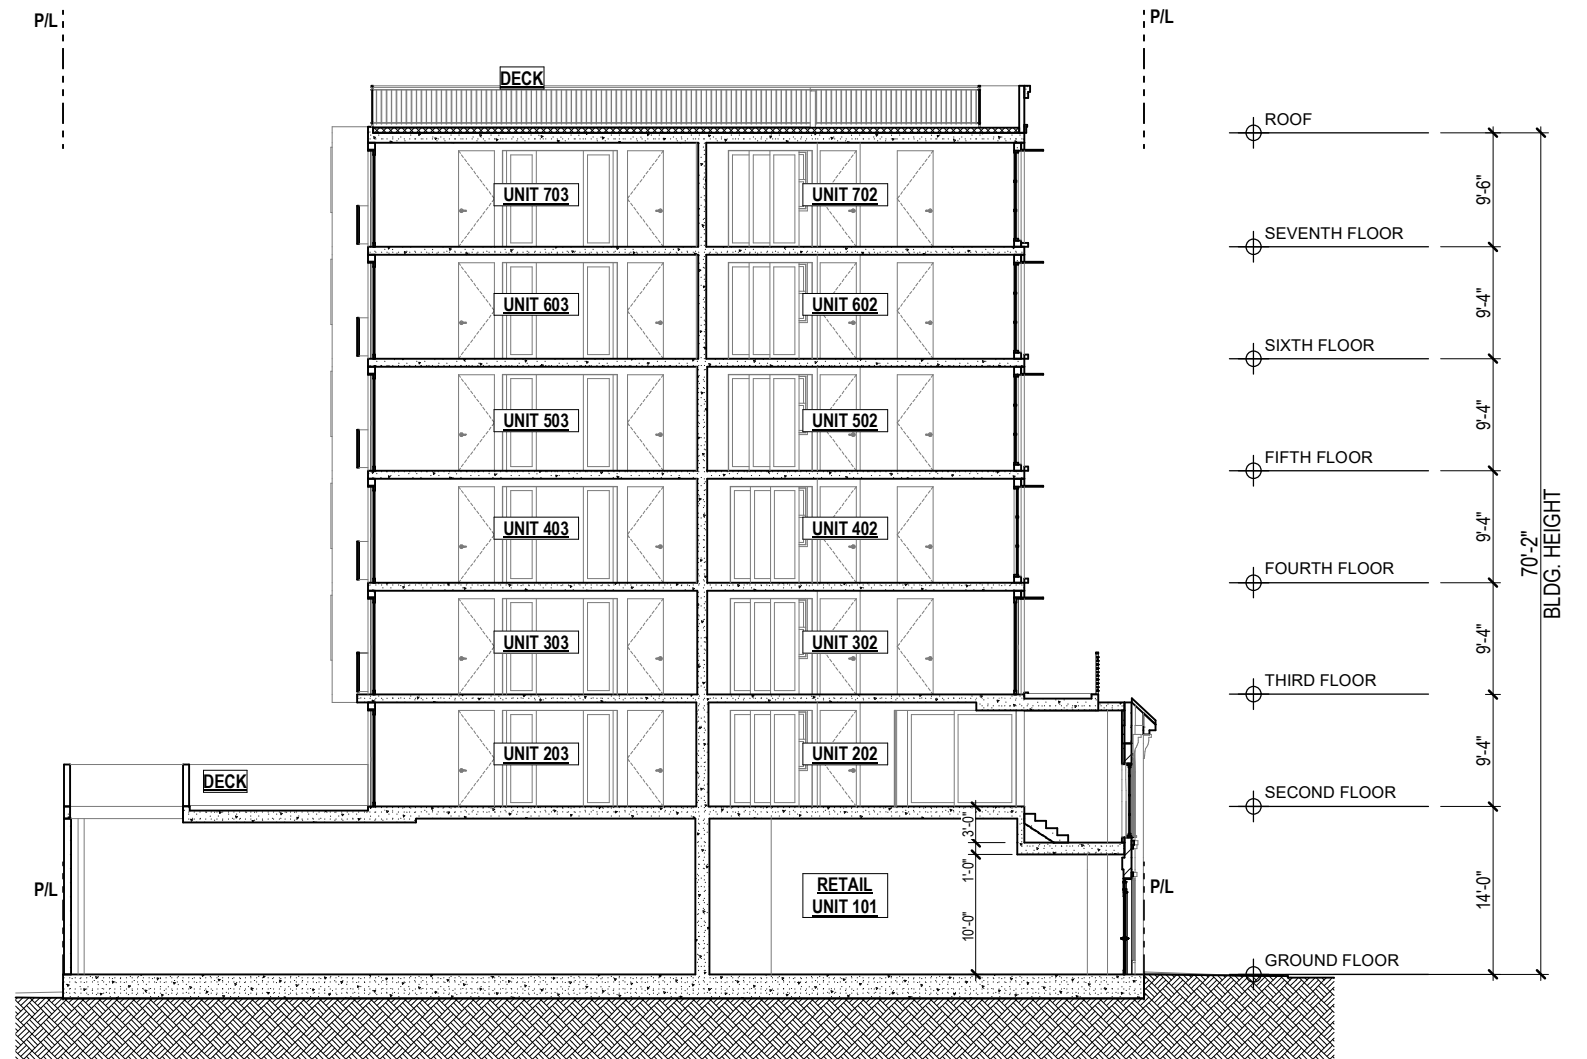 P/L
P/L
DECK
ROOF
9'-6"
UNIT 703
UNIT 702
SEVENTH FLOOR
9'-4"
UNIT 603
UNIT 602
SIXTH FLOOR
9'-4"
UNIT 503
UNIT 502
FIFTH FLOOR
9'-4"
UNIT 403
UNIT 402
70'-2"
BLDG. HEIGHT
FOURTH FLOOR
9'-4"
UNIT 303
UNIT 302
THIRD FLOOR
9'-4"
UNIT 203
UNIT 202
DECK
SECOND FLOOR
3'-0"
1'-0"
P/L
RETAIL
UNIT 101
P/L
14'-0"
10'-0"
GROUND FLOOR